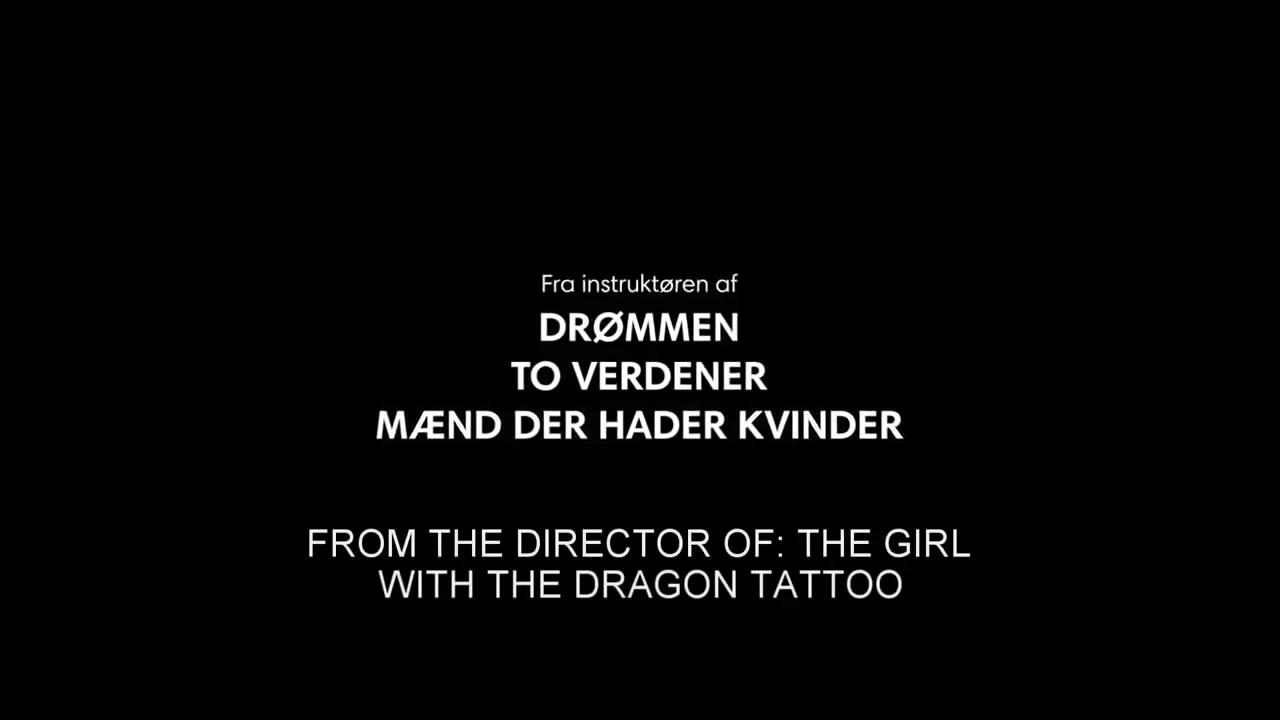 Fra instruktøren af
DRØMMEN
TO VERDENER
MÆND DER HADER KVINDER
FROM THE DIRECTOR OF: THE GIRL
WITH THE DRAGON TATTOO